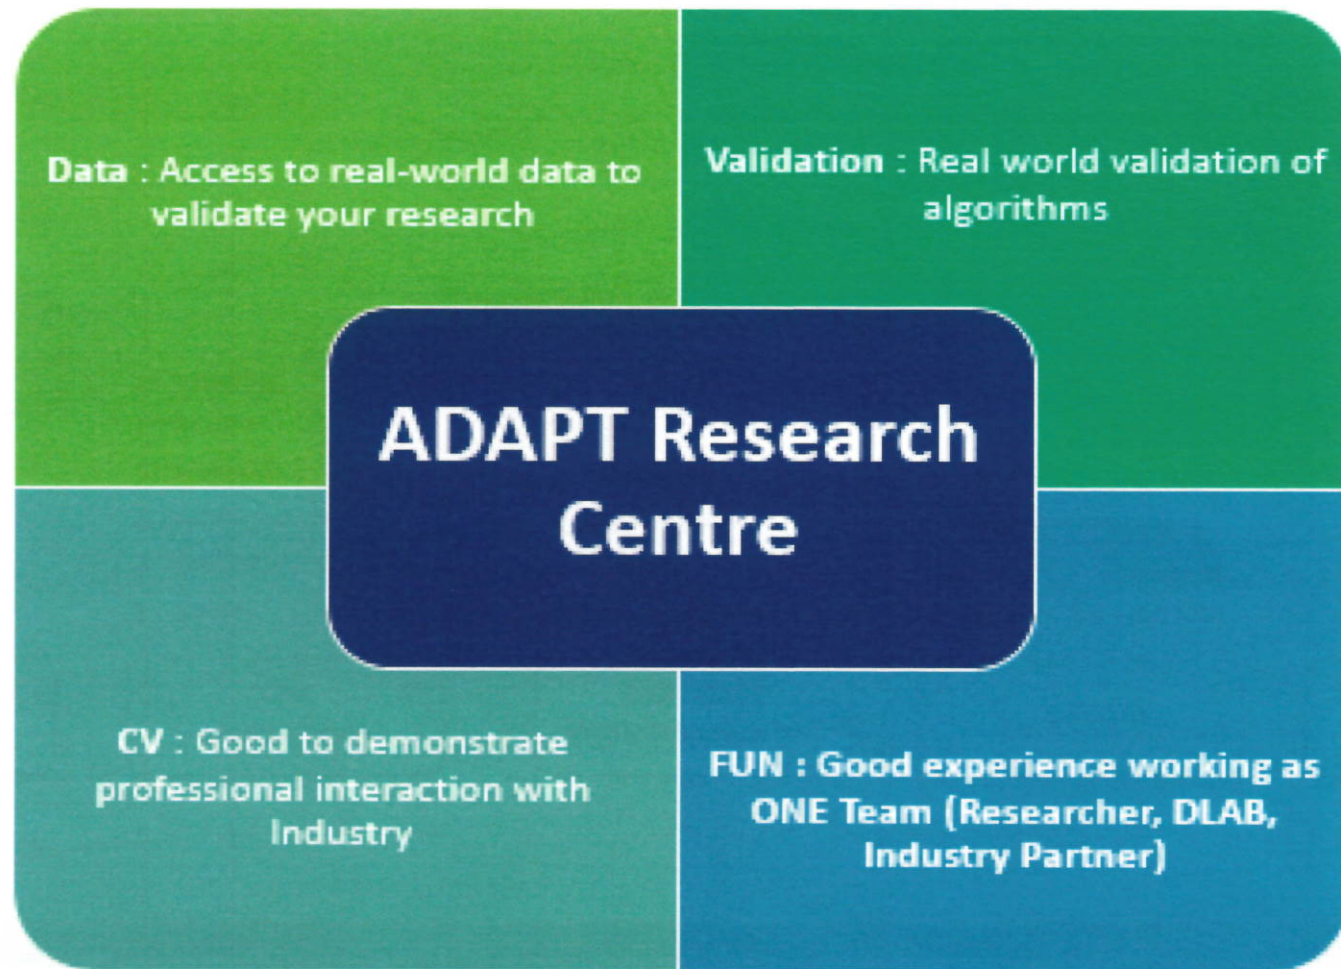 Data : Access to real-world data to
validate your research
Validation : Real world validation of
algorithms
ADAPT Research
Centre
CV : Good to demonstrate
professional interaction with
Industry
FUN : Good experience working as
ONE Team (Researcher, DLAB,
Industry Partner)